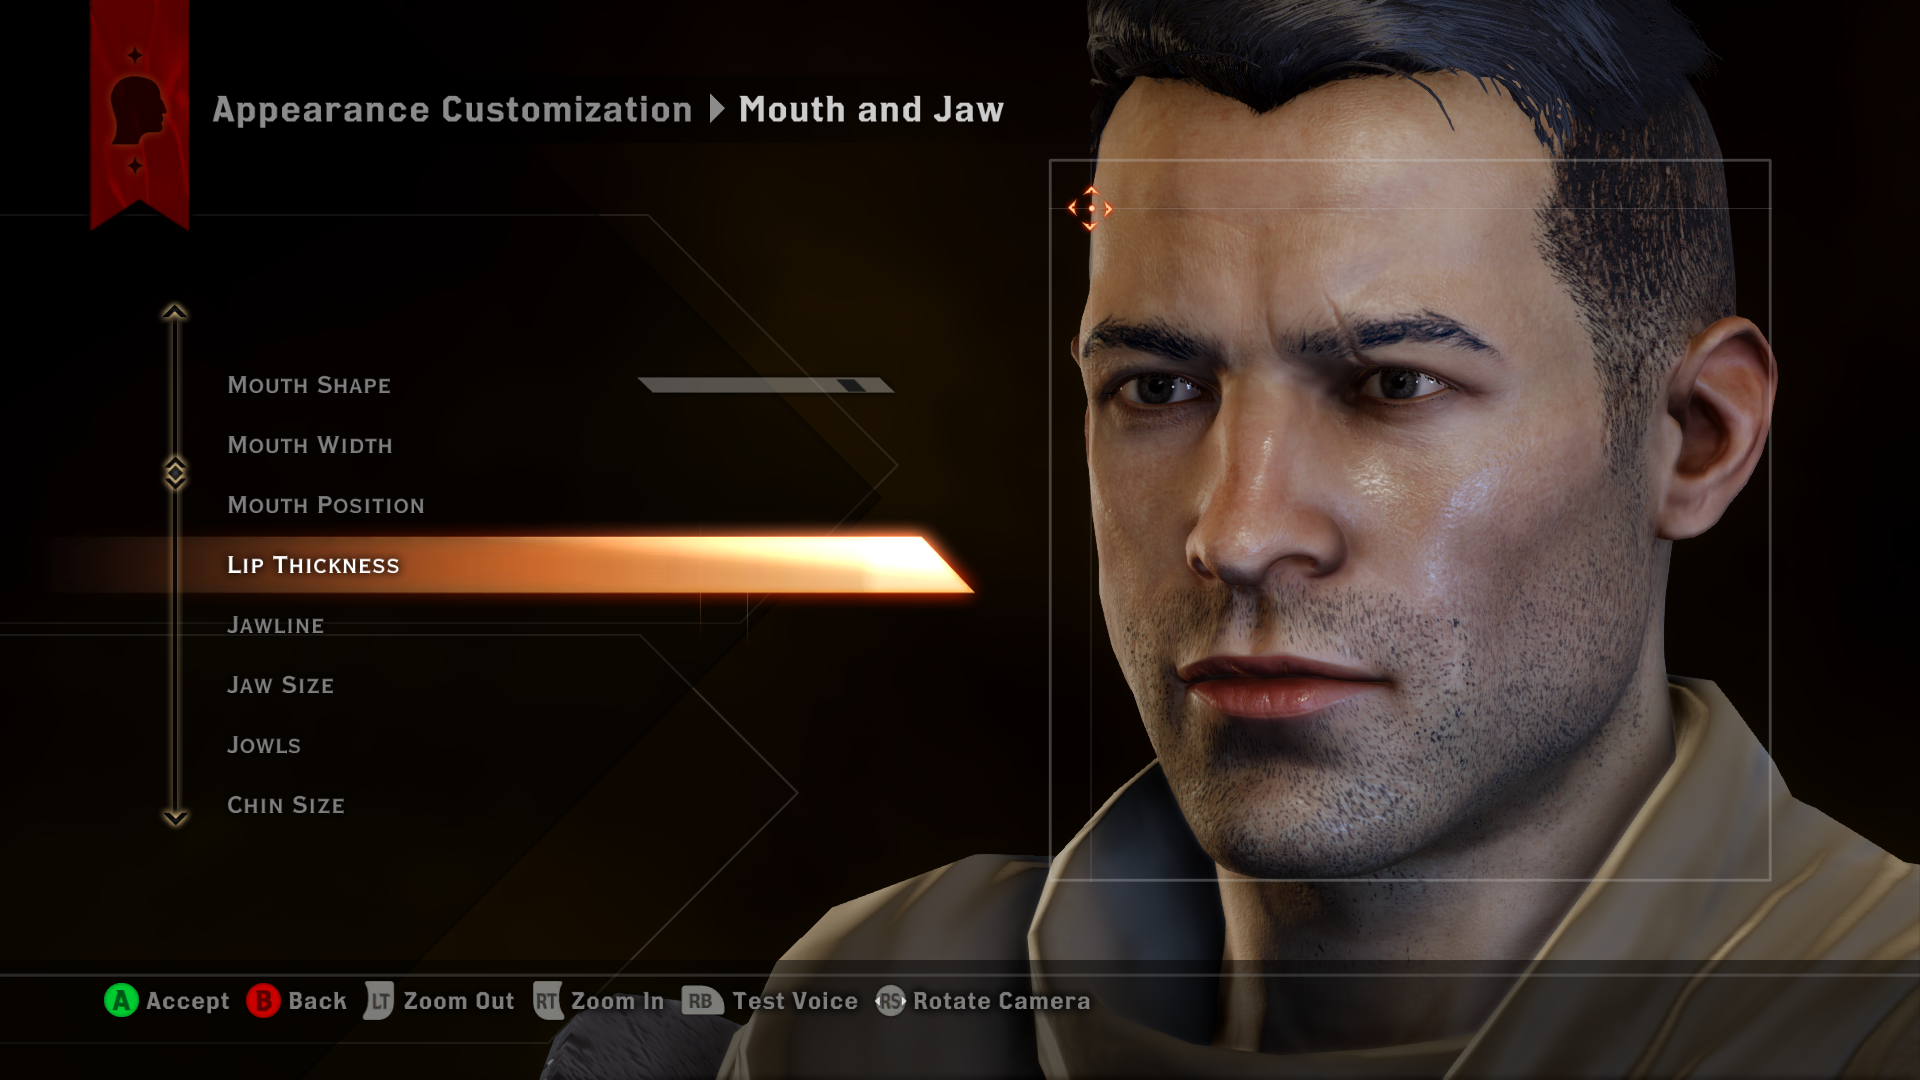 Appearance Customization Mouth and Jaw
Mouth Shape
Mouth Width
Mouth Position
Lip Thickness
Jawline
Jaw Size
Jowls
Chin Size
A Accept B Back LT Zoom Out RT Zoom In RB Test Voice RS Rotate Camera